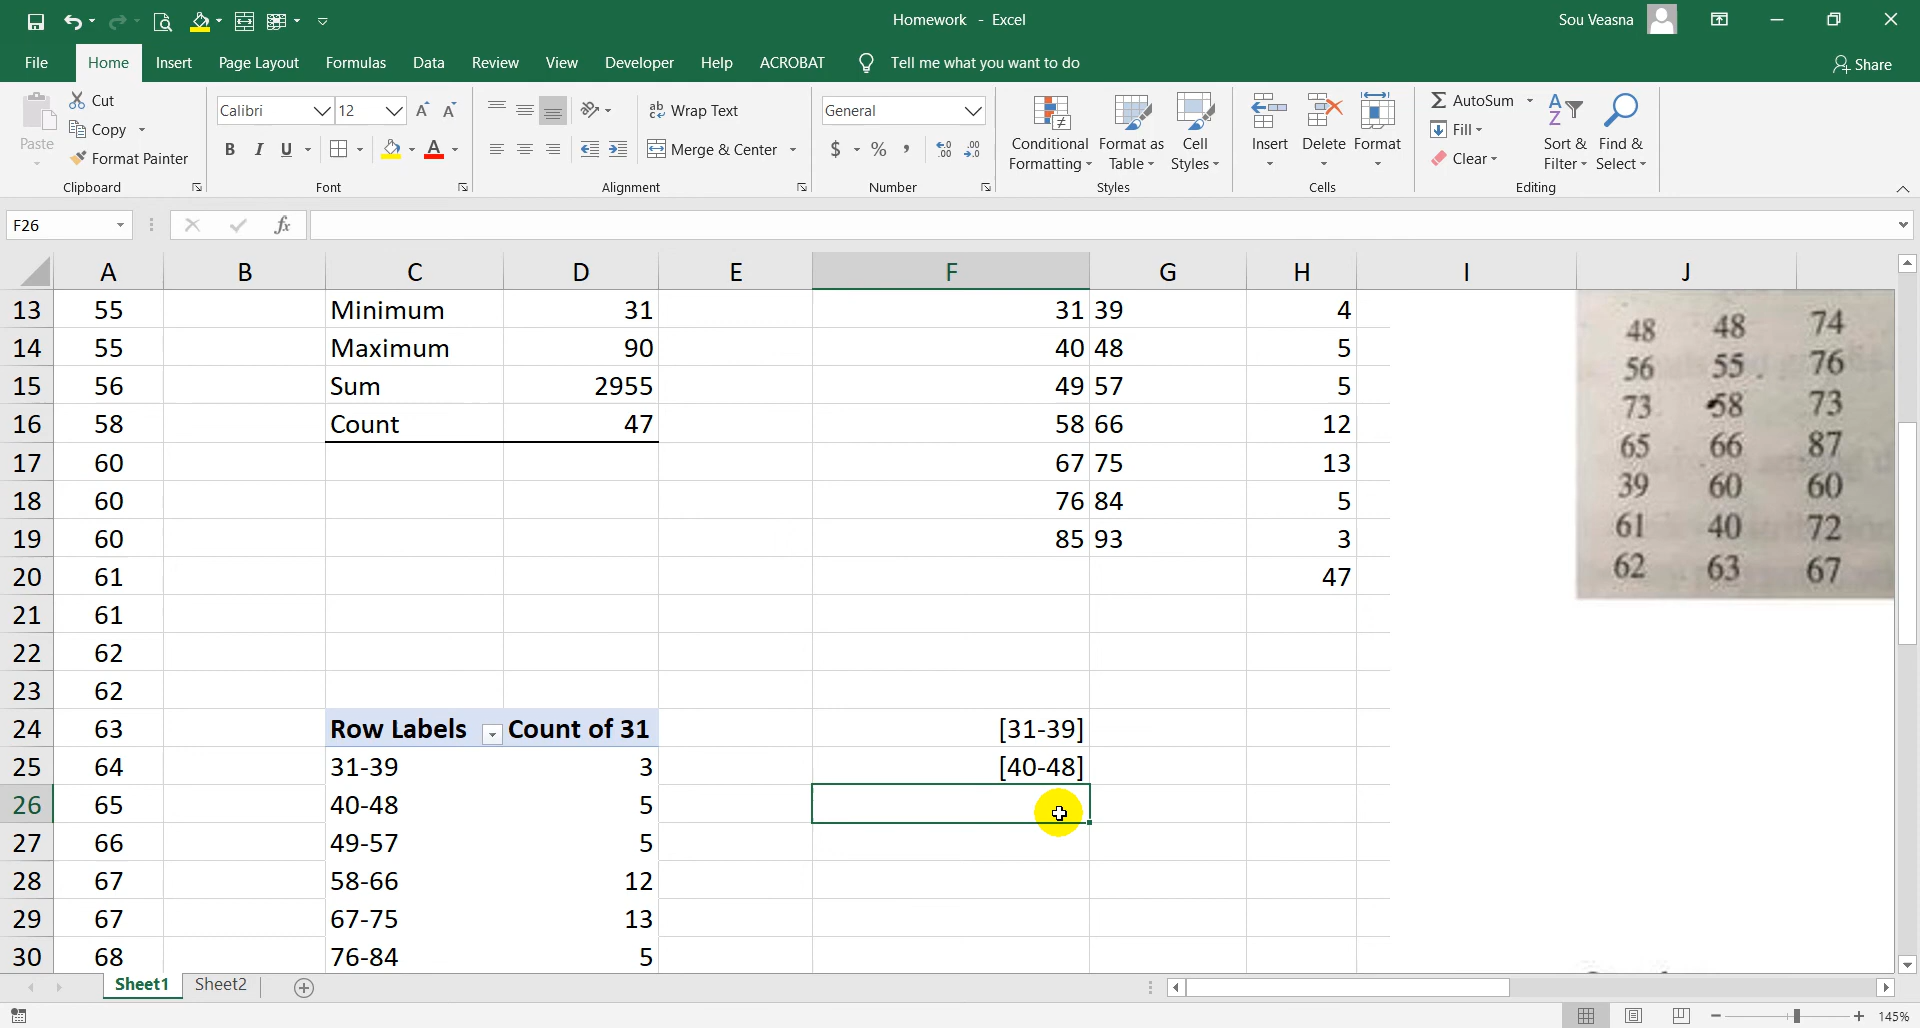 Homework - Excel
Sou Veasna
File Home Insert Page Layout Formulas Data Review View Developer Help ACROBAT Tell me what you want to do Share
Paste
Cut
Copy
Format Painter
Clipboard
Calibri 12
B I U
Font
Wrap Text
Merge & Center
Alignment
General
$ % ,
Number
Conditional Formatting
Format as Table
Cell Styles
Styles
Insert
Delete
Format
Cells
AutoSum
Fill
Clear
Sort & Filter
Find & Select
Editing
F26 fx
A B C D E F G H I J
13 55 Minimum 31 31 39 4
14 55 Maximum 90 40 48 5
15 56 Sum 2955 49 57 5
16 58 Count 47 58 66 12
17 60 67 75 13
18 60 76 84 5
19 60 85 93 3
20 61 47
21 61
22 62
23 62
24 63 Row Labels Count of 31 [31-39]
25 64 31-39 3 [40-48]
26 65 40-48 5
27 66 49-57 5
28 67 58-66 12
29 67 67-75 13
30 68 76-84 5
48 48 74
56 55 76
73 58 73
65 66 87
39 60 60
61 40 72
62 63 67
Sheet1 Sheet2
145%